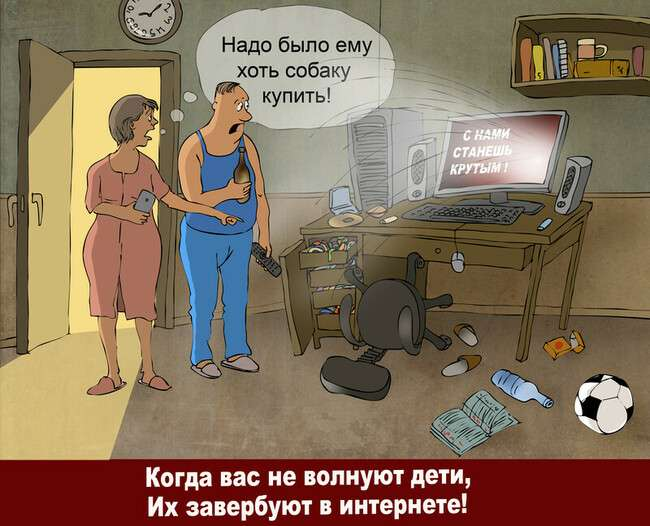 Надо было ему
хоть собаку
купить!
С НАМИ
СТАНЕШЬ
КРУТЫМ!
Когда вас не волнуют дети,
Их завербуют в интернете!